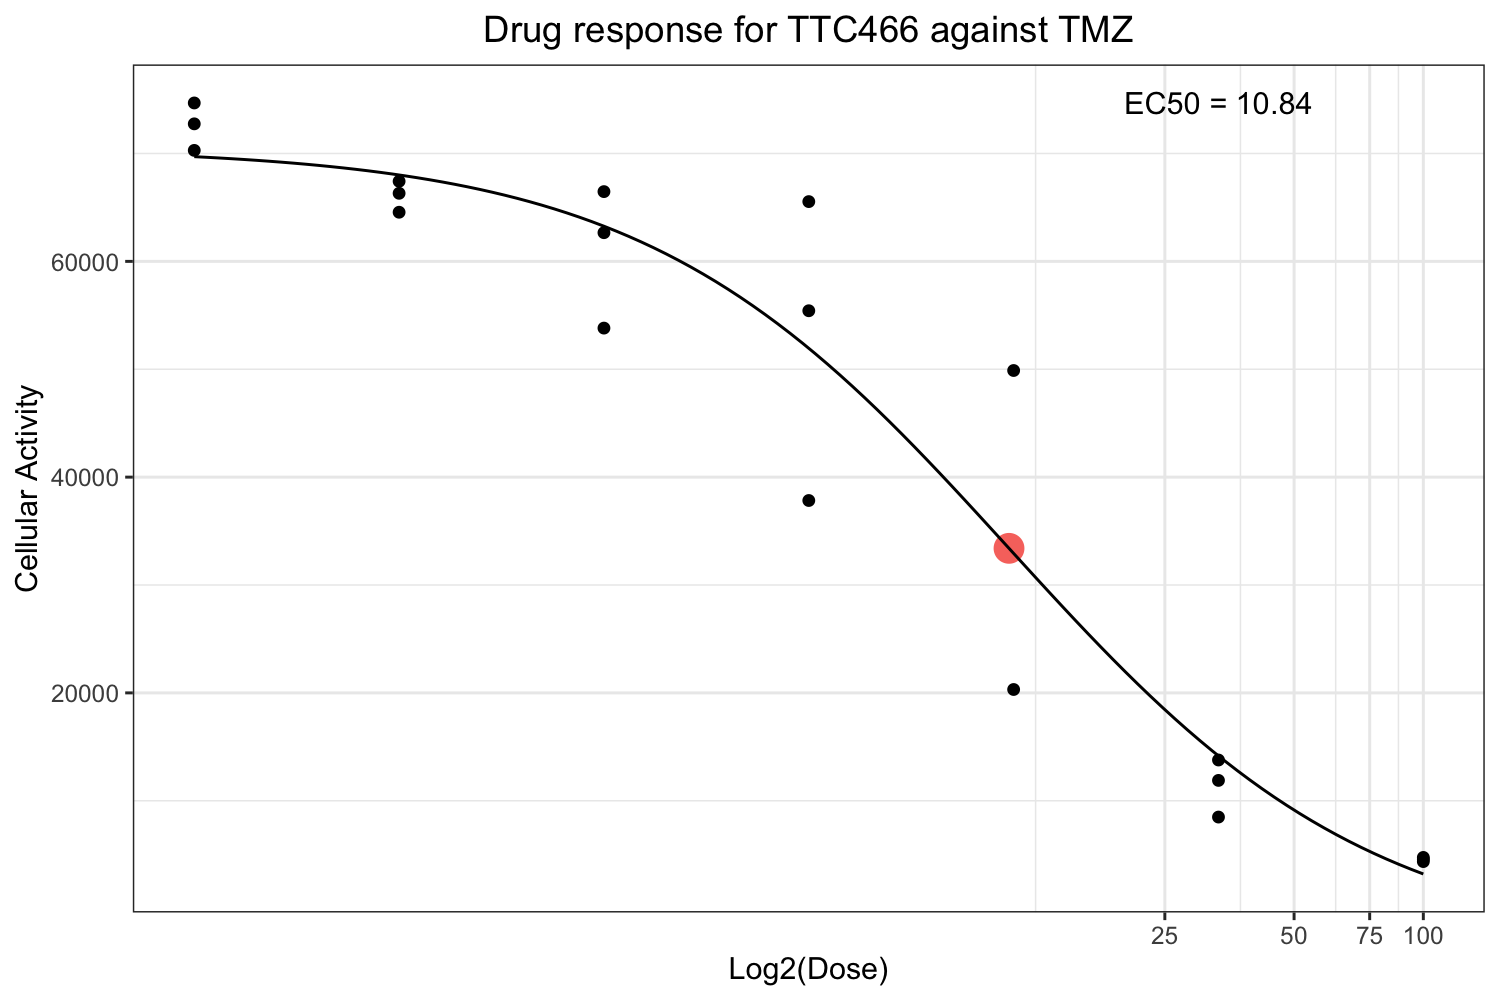 Drug response for TTC466 against TMZ
EC50 = 10.84
60000
40000
20000
Cellular Activity
25 50 75 100
Log2(Dose)